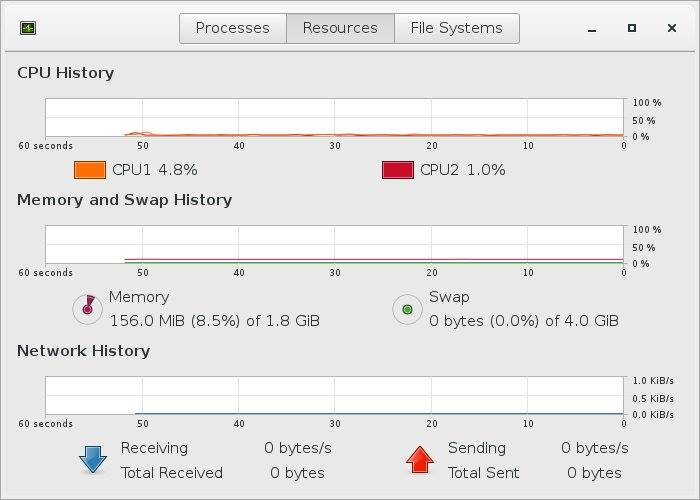 Processes Resources File Systems
CPU History
100 %
50 %
0 %
60 seconds 50 40 30 20 10 0
CPU1 4.8% CPU2 1.0%
Memory and Swap History
100 %
50 %
0 %
60 seconds 50 40 30 20 10 0
Memory Swap
156.0 MiB (8.5%) of 1.8 GiB 0 bytes (0.0%) of 4.0 GiB
Network History
1.0 KiB/s
0.5 KiB/s
0.0 KiB/s
60 seconds 50 40 30 20 10 0
Receiving 0 bytes/s Sending 0 bytes/s
Total Received 0 bytes Total Sent 0 bytes